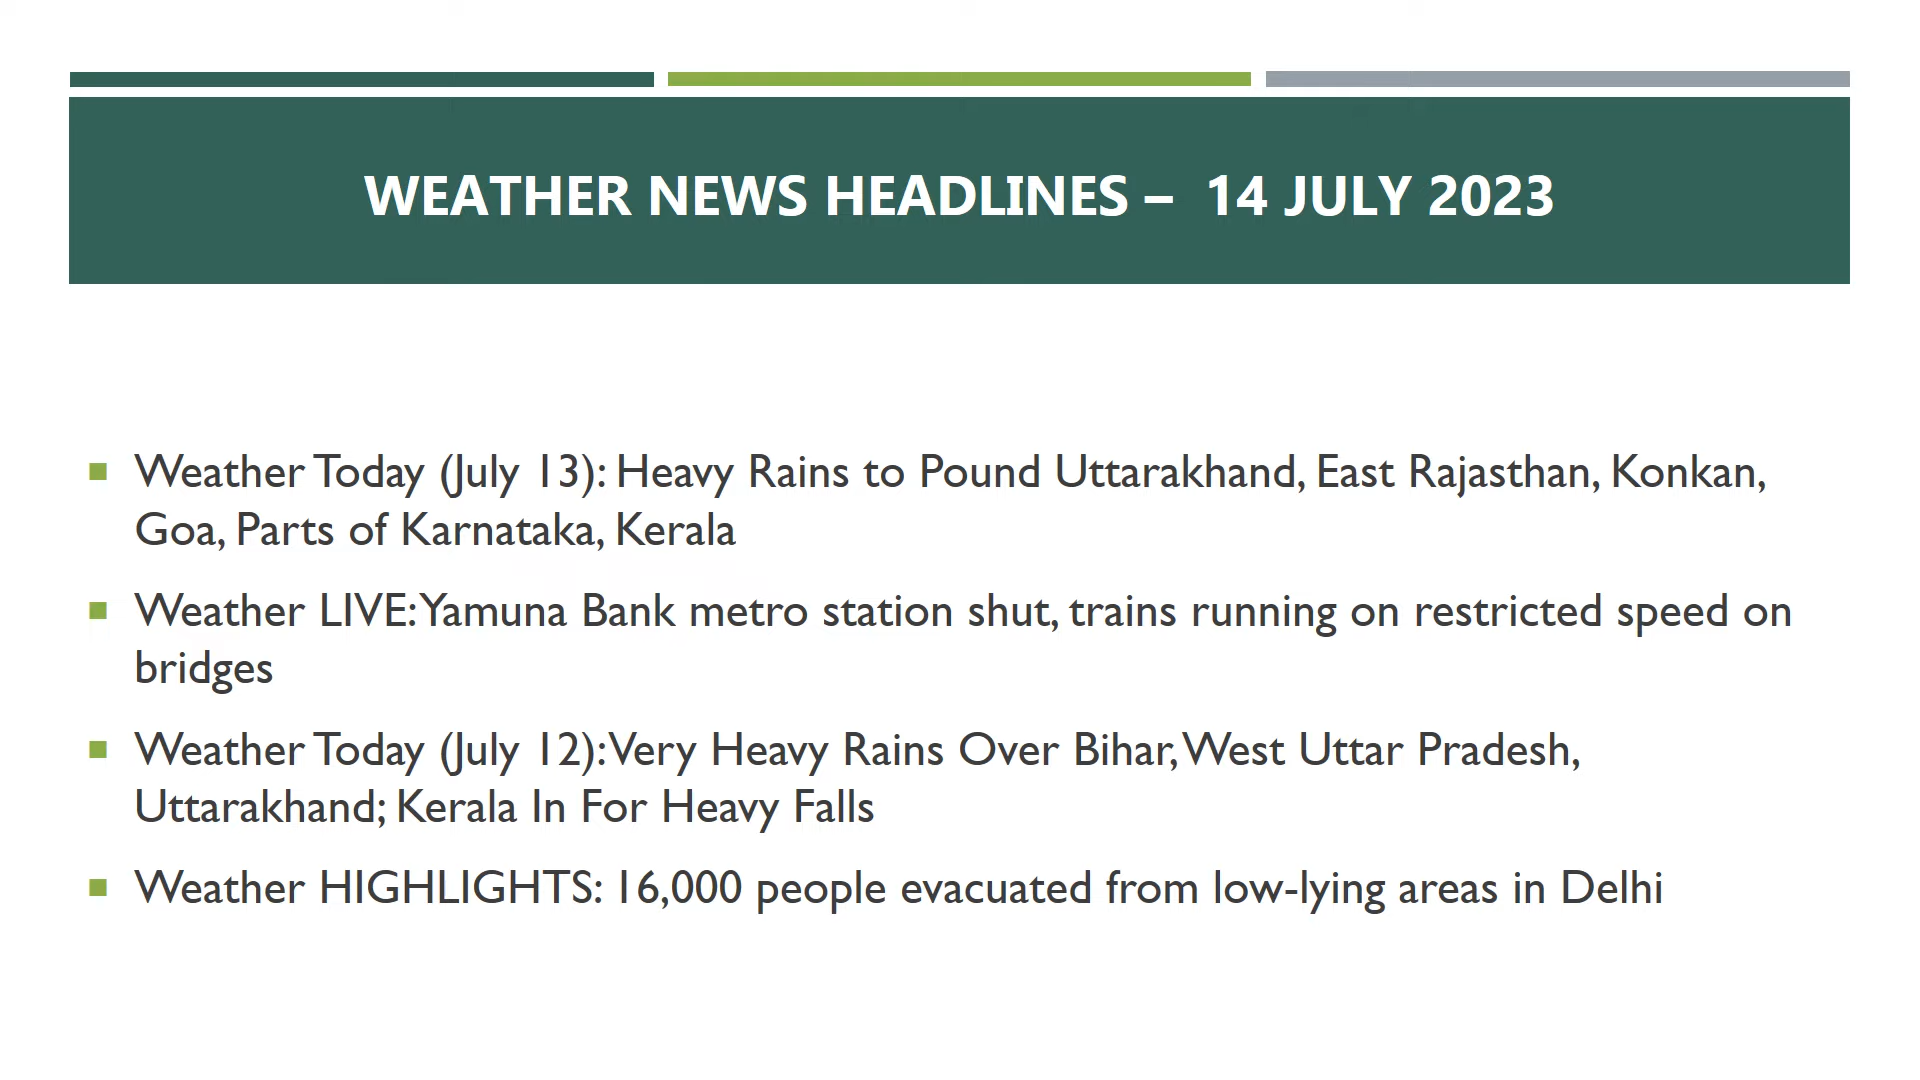 WEATHER NEWS HEADLINES – 14 JULY 2023
Weather Today (July 13): Heavy Rains to Pound Uttarakhand, East Rajasthan, Konkan,
Goa, Parts of Karnataka, Kerala
Weather LIVE: Yamuna Bank metro station shut, trains running on restricted speed on
bridges
Weather Today (July 12): Very Heavy Rains Over Bihar, West Uttar Pradesh,
Uttarakhand; Kerala In For Heavy Falls
Weather HIGHLIGHTS: 16,000 people evacuated from low-lying areas in Delhi